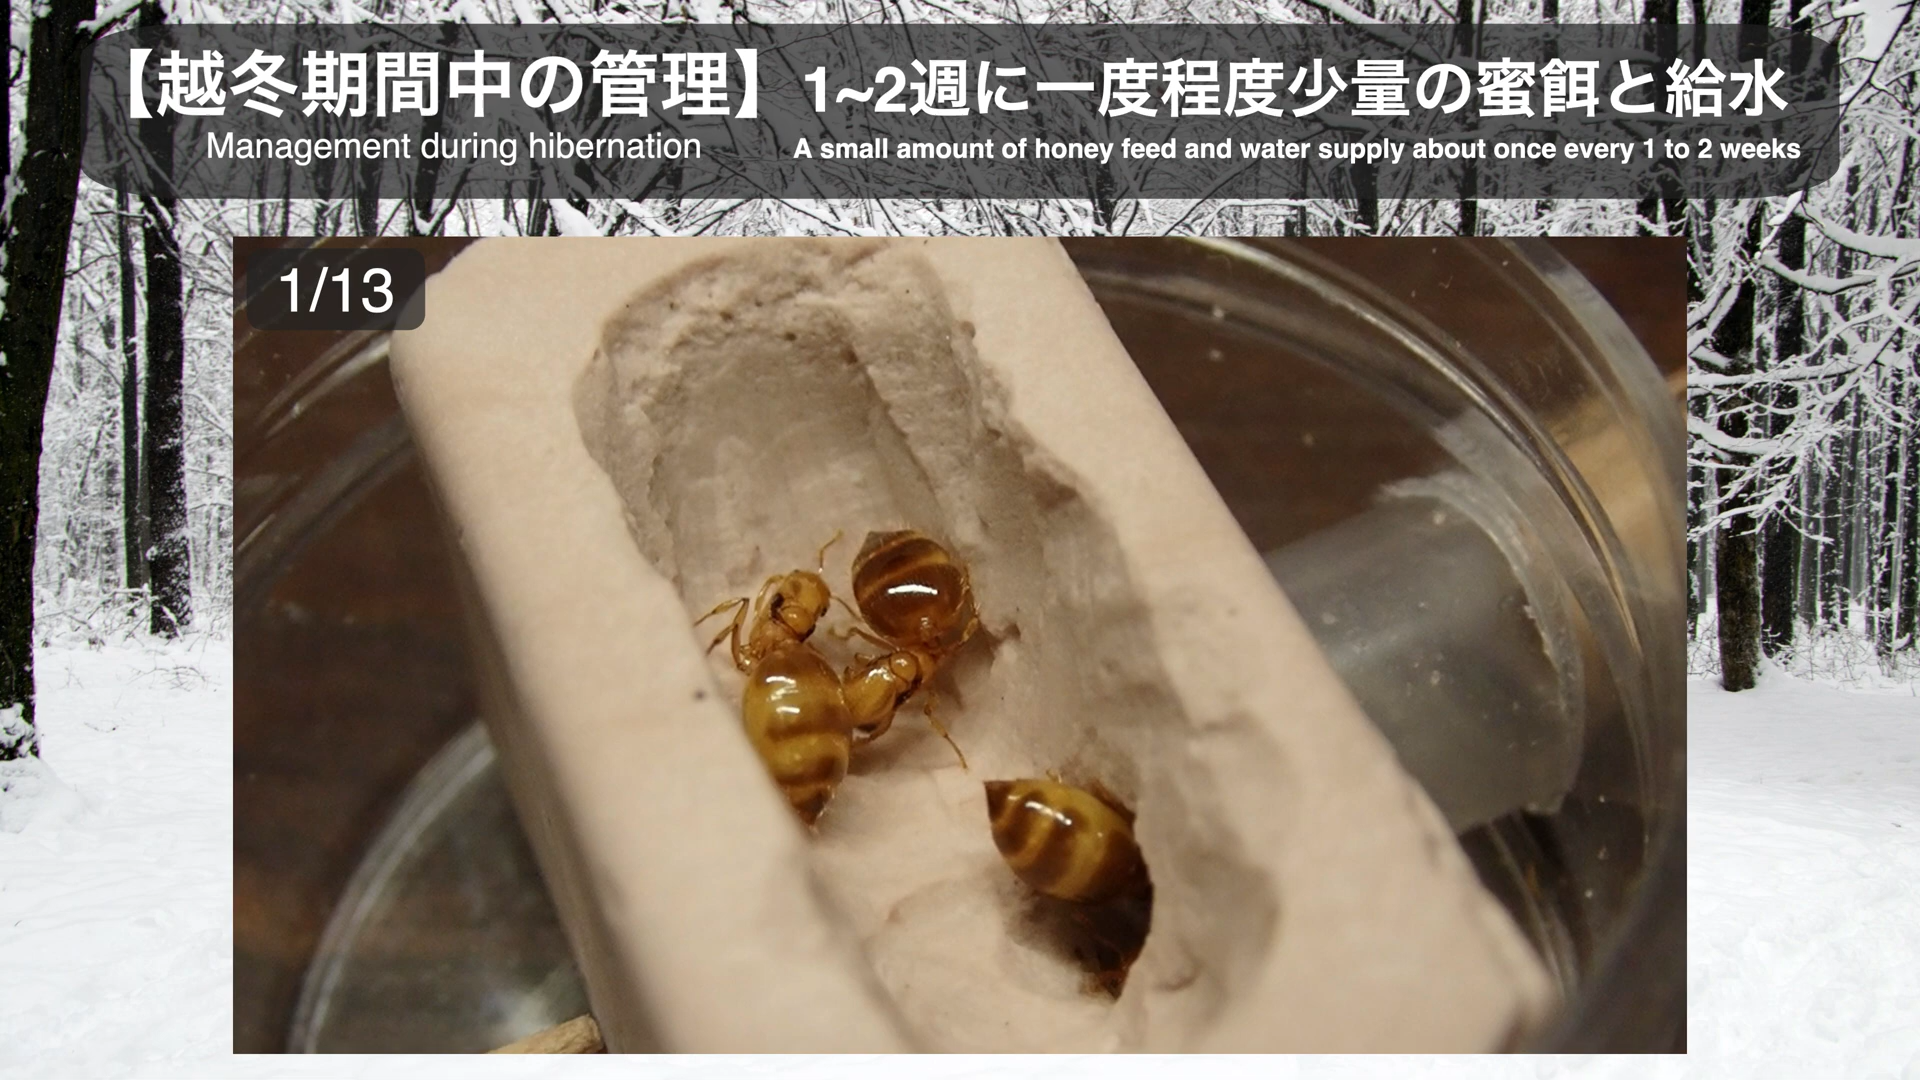 【越冬期間中の管理】1~2週に一度程度少量の蜜餌と給水
Management during hibernation
A small amount of honey feed and water supply about once every 1 to 2 weeks
1/13